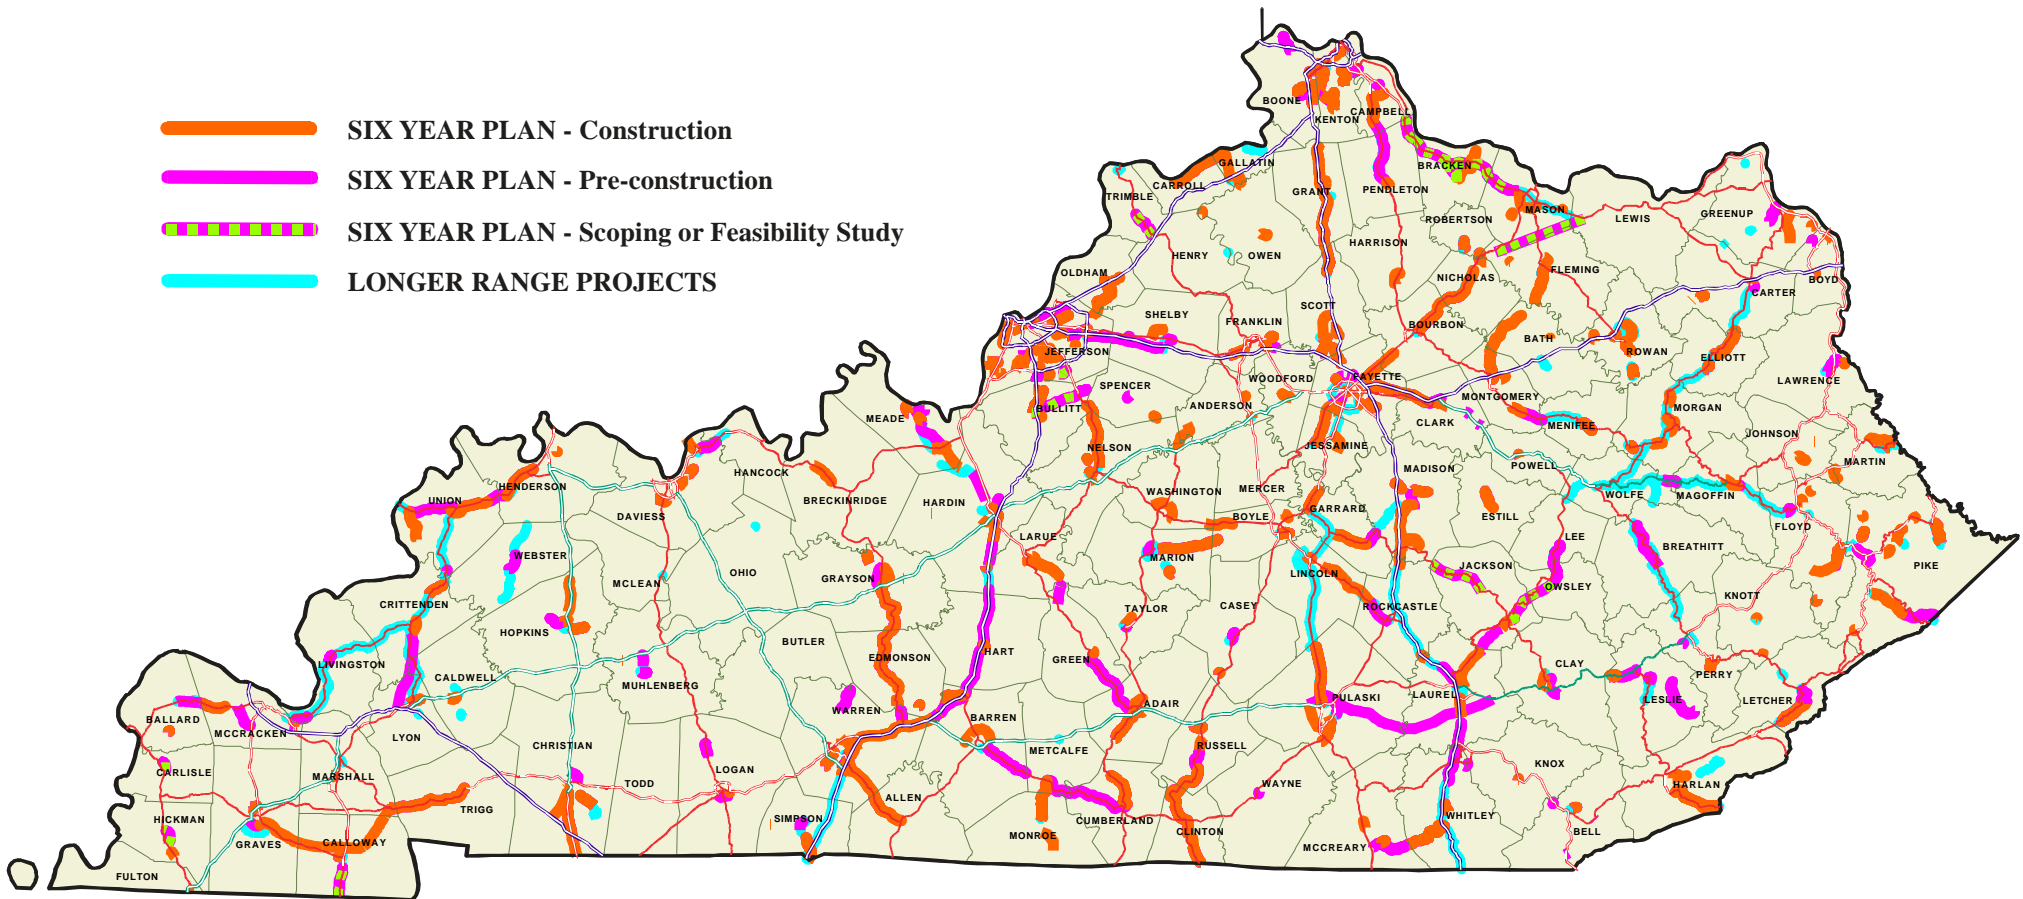 SIX YEAR PLAN - Construction
SIX YEAR PLAN - Pre-construction
SIX YEAR PLAN - Scoping or Feasibility Study
LONGER RANGE PROJECTS
BOONE
KENTON
CAMPBELL
GALLATIN
CARROLL
TRIMBLE
GRANT
PENDLETON
BRACKEN
MASON
ROBERTSON
LEWIS
GREENUP
HENRY
OWEN
HARRISON
OLDHAM
NICHOLAS
FLEMING
CARTER
BOYD
SHELBY
FRANKLIN
SCOTT
BOURBON
BATH
ROWAN
ELLIOTT
LAWRENCE
JEFFERSON
SPENCER
WOODFORD
FAYETTE
MONTGOMERY
BULLITT
ANDERSON
CLARK
MENIFEE
MORGAN
MEADE
NELSON
JESSAMINE
JOHNSON
MARTIN
HANCOCK
BRECKINRIDGE
HARDIN
WASHINGTON
MERCER
MADISON
POWELL
WOLFE
MAGOFFIN
UNION
HENDERSON
DAVIESS
BOYLE
GARRARD
ESTILL
FLOYD
WEBSTER
MCLEAN
OHIO
GRAYSON
LARUE
MARION
LINCOLN
JACKSON
LEE
BREATHITT
PIKE
CRITTENDEN
HOPKINS
TAYLOR
CASEY
ROCKCASTLE
OWSLEY
KNOTT
BUTLER
EDMONSON
HART
GREEN
LIVINGSTON
CALDWELL
MUHLENBERG
WARREN
PULASKI
LAUREL
CLAY
PERRY
LESLIE
LETCHER
BALLARD
MCCRACKEN
LYON
CHRISTIAN
BARREN
METCALFE
ADAIR
RUSSELL
CARLISLE
MARSHALL
TODD
LOGAN
WAYNE
KNOX
HARLAN
HICKMAN
GRAVES
CALLOWAY
TRIGG
SIMPSON
ALLEN
MONROE
CUMBERLAND
CLINTON
MCCREARY
WHITLEY
BELL
FULTON